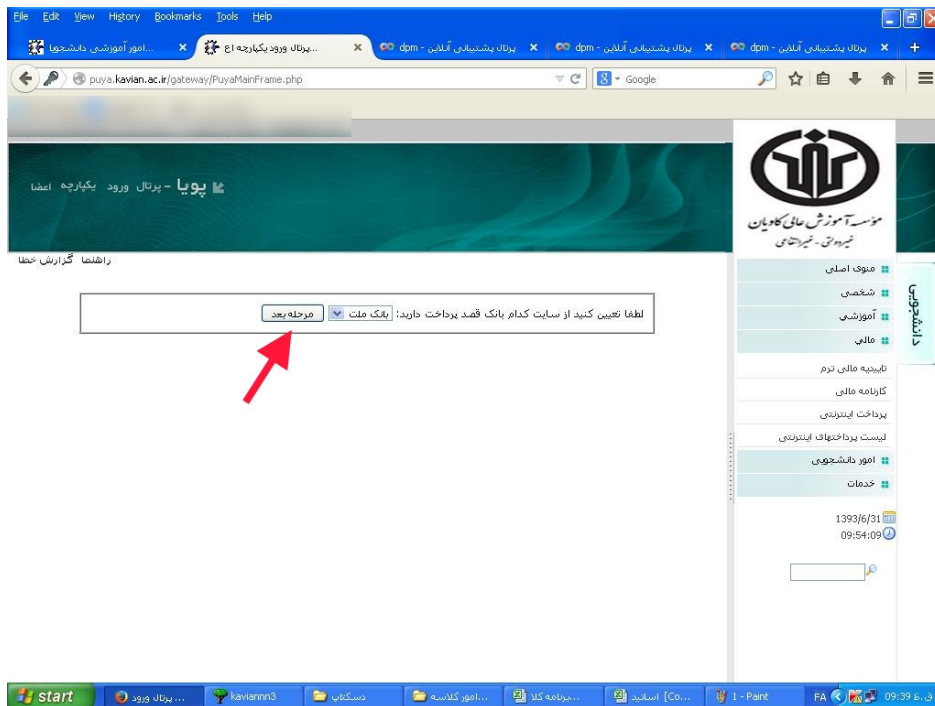 File Edit View History Bookmarks Tools Help
امور آموزشی دانشجویا...
پرتال ورود یکپارچه اع...
پرتال پشتیبانی آنلاین - dpm
پرتال پشتیبانی آنلاین - dpm
پرتال پشتیبانی آنلاین - dpm
puya.kavian.ac.ir/gateway/PuyaMainFrame.php
Google
پویا - پرتال ورود یکپارچه اعضا
موسسه آموزش عالی کاویان
غیردولتی - غیرانتفاعی
راهنما گزارش خطا
لطفا تعیین کنید از سایت کدام بانک قصد پرداخت دارید: بانک ملت مرحله بعد
دانشجویی
منوی اصلی
شخصی
آموزشی
مالی
تاییدیه مالی ترم
کارنامه مالی
پرداخت اینترنتی
لیست پرداختهای اینترنتی
امور دانشجویی
خدمات
1393/6/31
09:54:09
start
پرتال ورود ...
kaviannn3
دسکتاپ
امور کلاسه...
برنامه کلا...
اساتید [Co...
1 - Paint
FA
09:39 ق.ظ